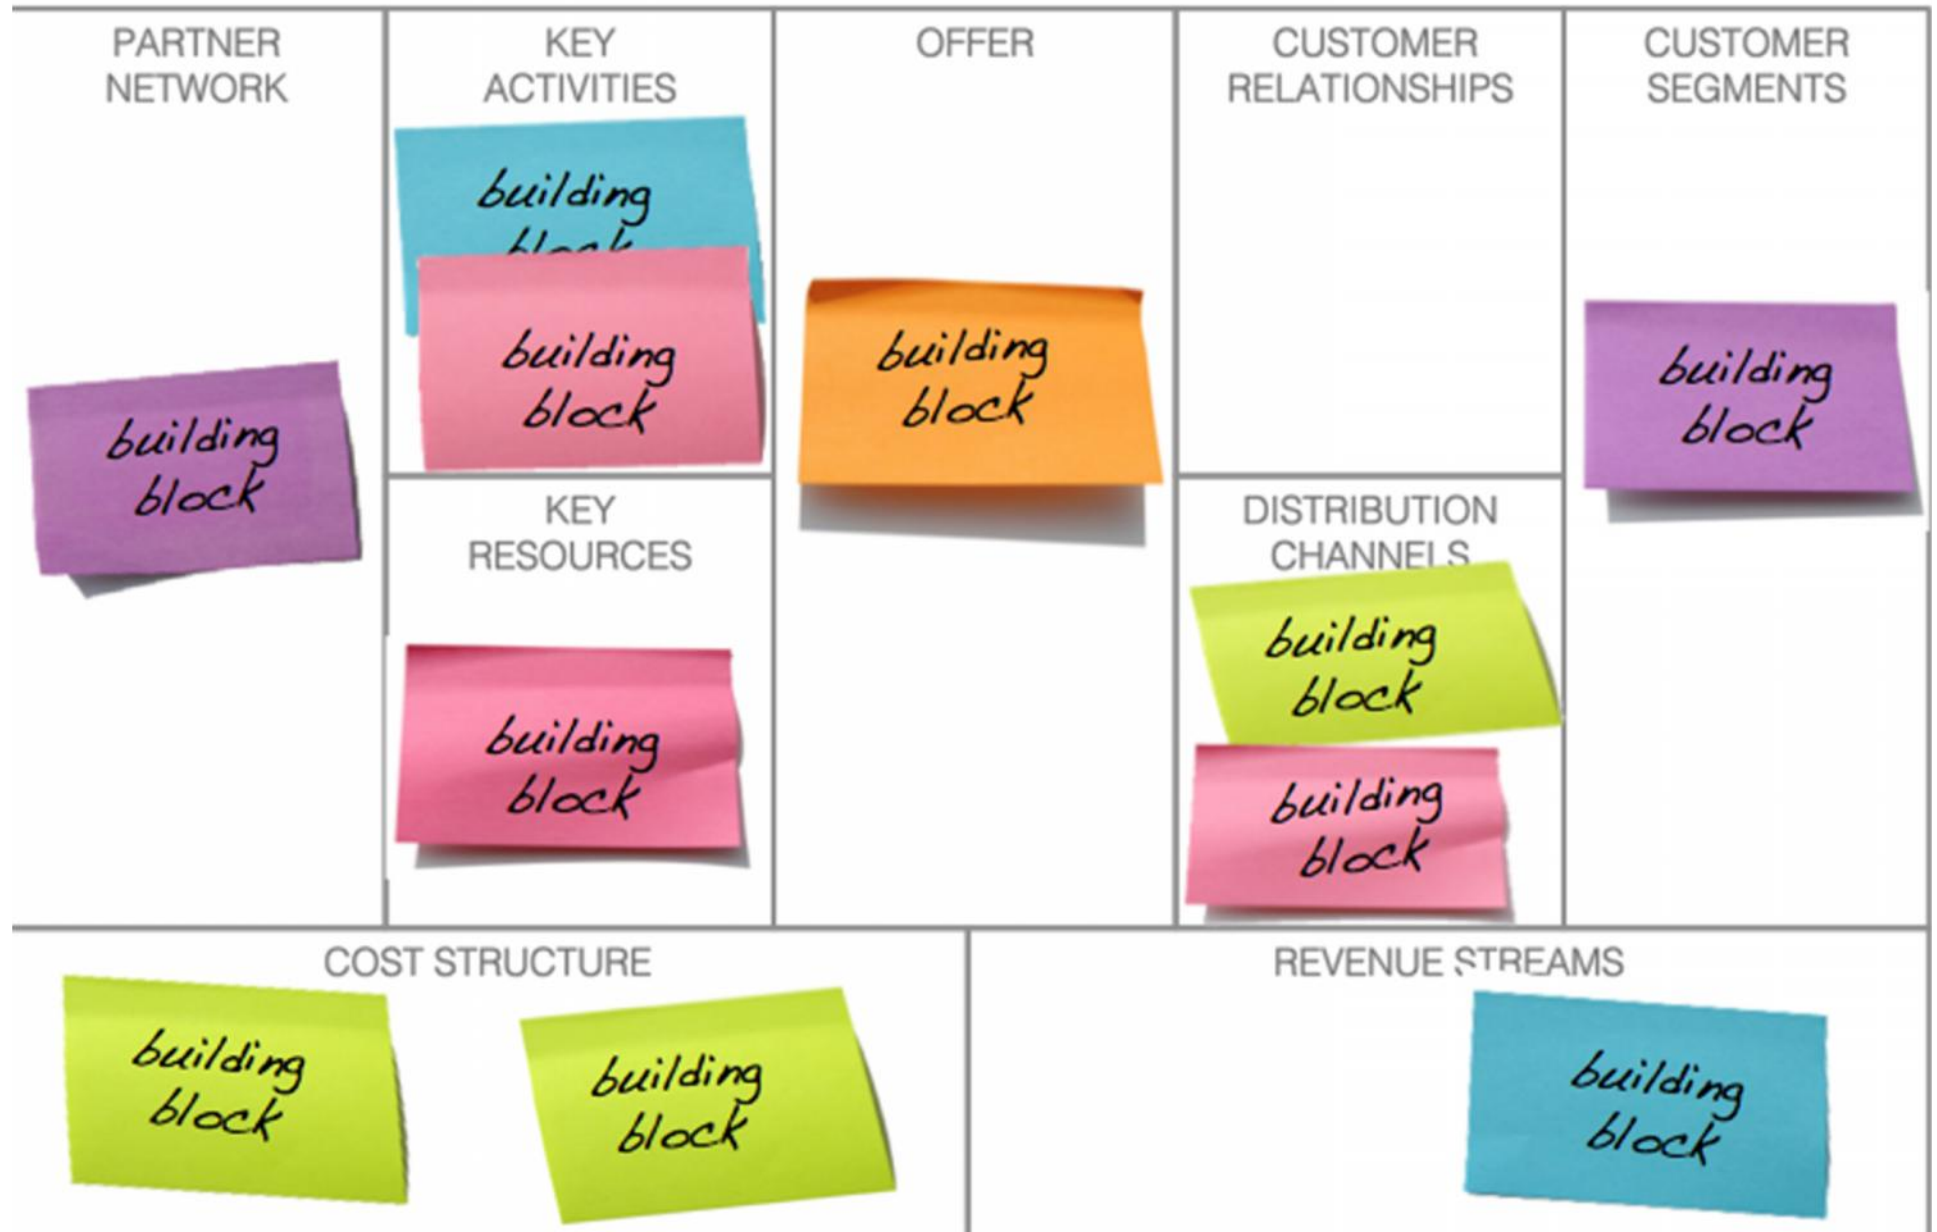 PARTNER
NETWORK
building
block
KEY
ACTIVITIES
building
block
building
block
KEY
RESOURCES
building
block
OFFER
building
block
CUSTOMER
RELATIONSHIPS
DISTRIBUTION
CHANNELS
building
block
building
block
CUSTOMER
SEGMENTS
building
block
COST STRUCTURE
building
block
building
block
REVENUE STREAMS
building
block